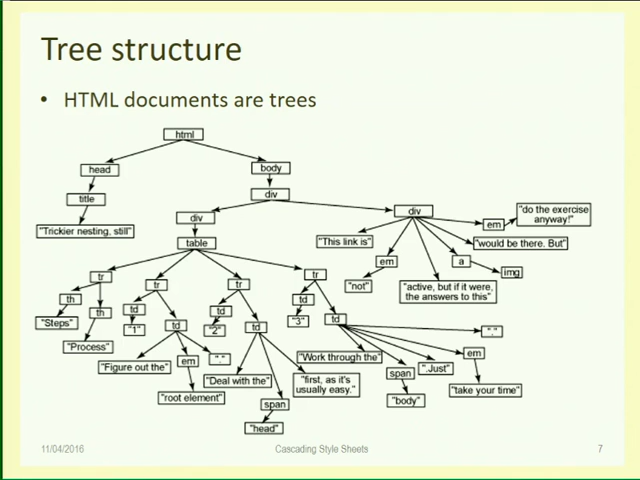 Tree structure
• HTML documents are trees
html
head
body
title
div
"Trickier nesting, still"
div
div
"do the exercise
anyway!"
em
table
"This link is"
"would be there. But"
em
a
img
"not"
"active, but if it were,
the answers to this"
tr
tr
tr
tr
th
th
td
td
td
"Steps"
"1"
"2"
"3"
"Process"
td
td
td
"."
"Figure out the"
em
"."
"Work through the"
em
"root element"
"Deal with the"
"first, as it's
usually easy."
span
".Just"
"take your time"
span
"body"
"head"
11/04/2016
Cascading Style Sheets
7